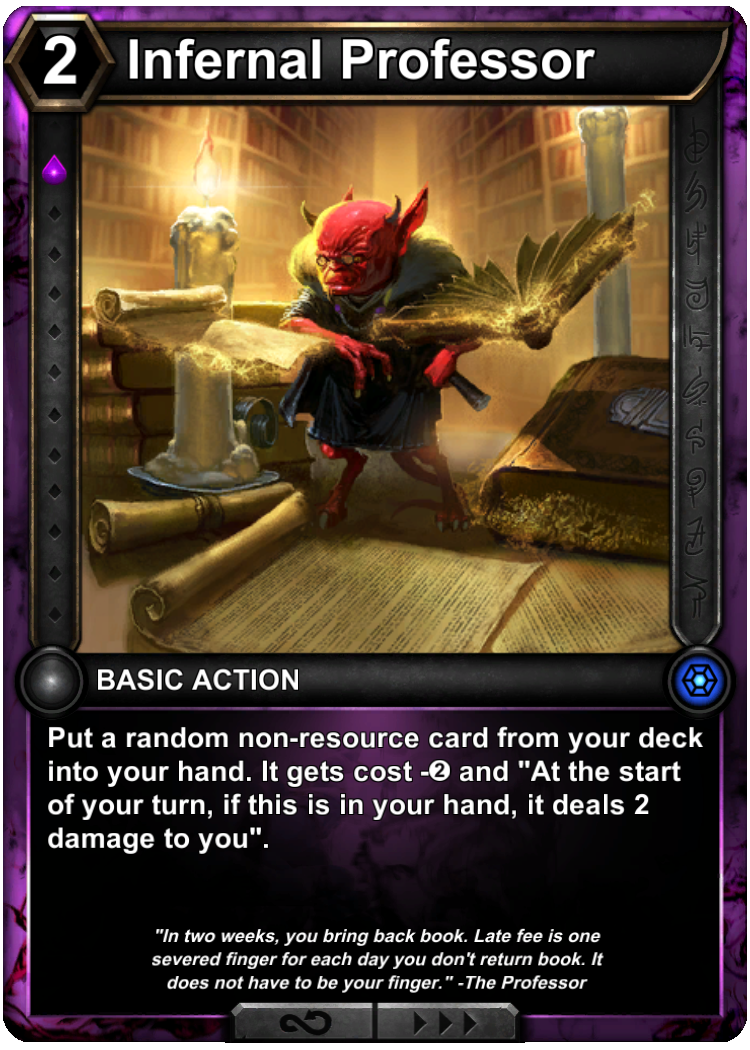 2
Infernal Professor
BASIC ACTION
Put a random non-resource card from your deck
into your hand. It gets cost -❷ and "At the start
of your turn, if this is in your hand, it deals 2
damage to you".
"In two weeks, you bring back book. Late fee is one
severed finger for each day you don't return book. It
does not have to be your finger." -The Professor